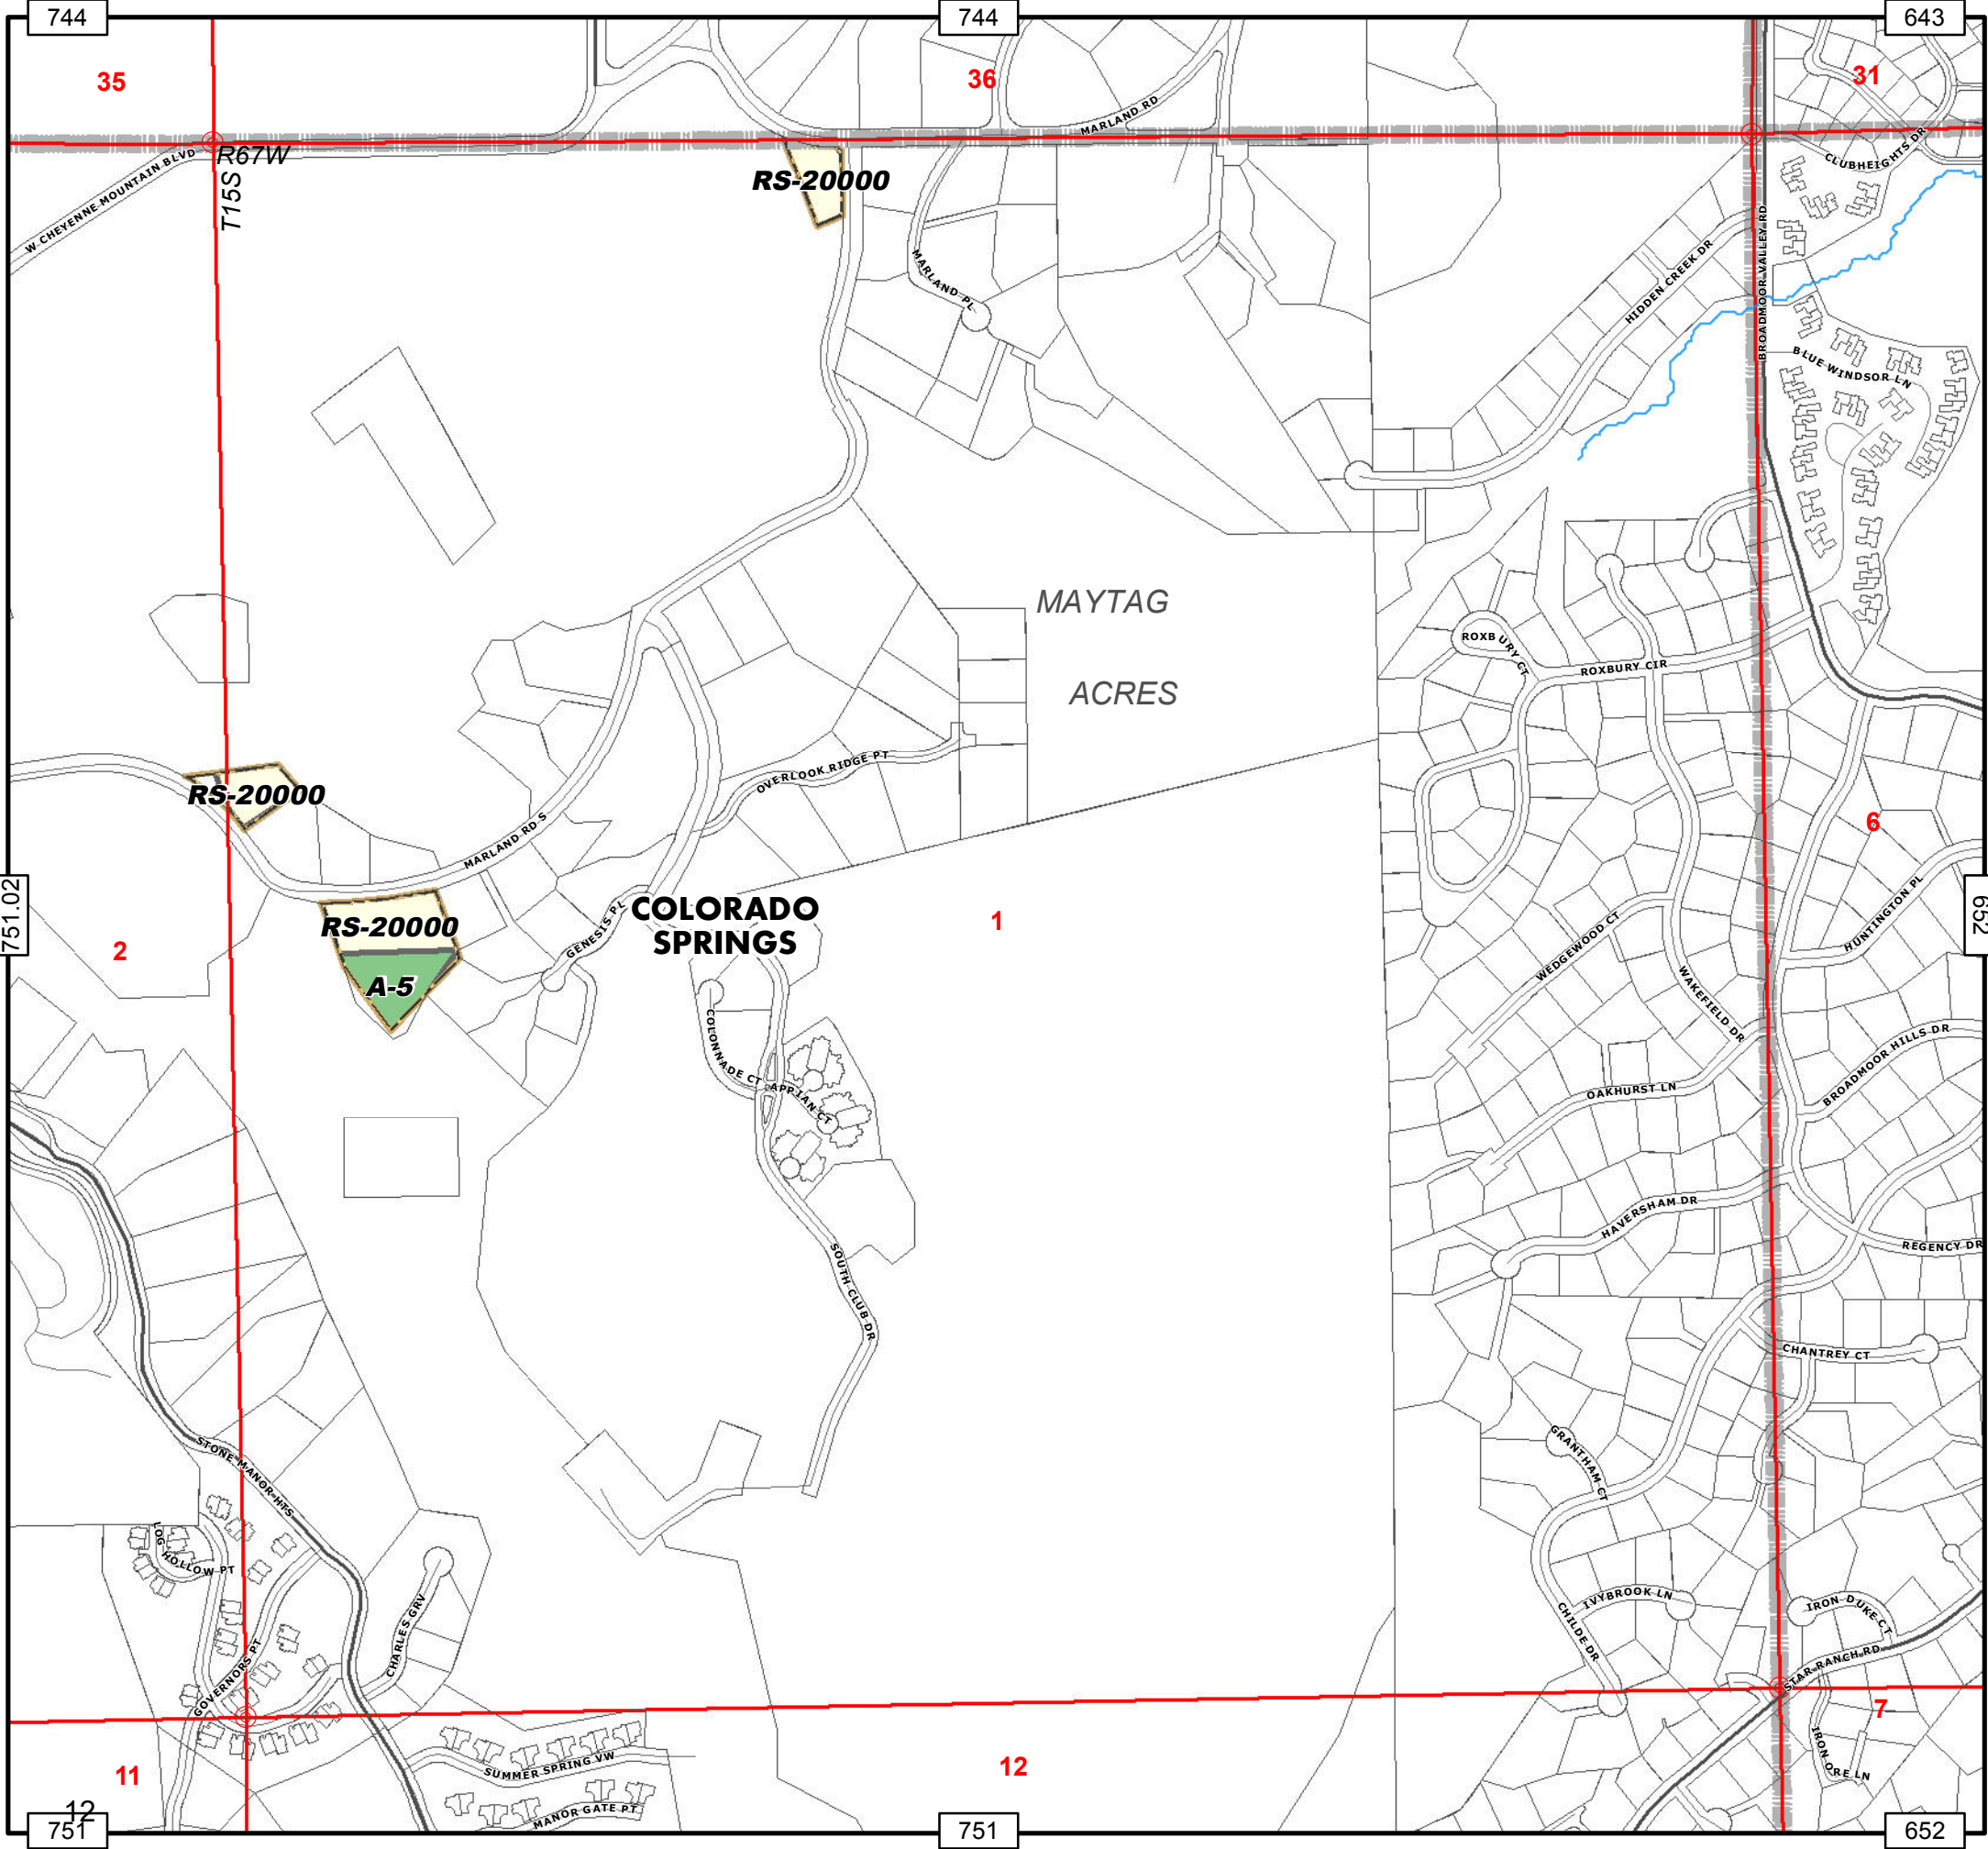 744
744
643
35
36
31
MARLAND RD
CLUBHEIGHTS DR
W CHEYENNE MOUNTAIN BLVD
R67W
T15S
RS-20000
MARLAND PL
HIDDEN CREEK DR
BROADMOOR VALLEY RD
BLUE WINDSOR LN
MAYTAG
ACRES
ROXBURY CT
ROXBURY CIR
OVERLOOK RIDGE PT
RS-20000
MARLAND RD S
6
751.02
652
2
RS-20000
A-5
GENESIS PL
COLORADO
SPRINGS
1
WEDGEWOOD CT
HUNTINGTON PL
WAKEFIELD DR
COLONNADE CT
APPIAN CT
OAKHURST LN
BROADMOOR HILLS DR
HAVERSHAM DR
REGENCY DR
SOUTH CLUB DR
CHANTREY CT
GRANTHAM CT
STONE MANOR HTS
LOG HOLLOW PT
CHARLES GRV
GOVERNORS PT
IVYBROOK LN
CHILDE DR
IRON DUKE CT
STAR RANCH RD
7
IRON ORE LN
11
12
SUMMER SPRING VW
MANOR GATE PT
12
751
751
652